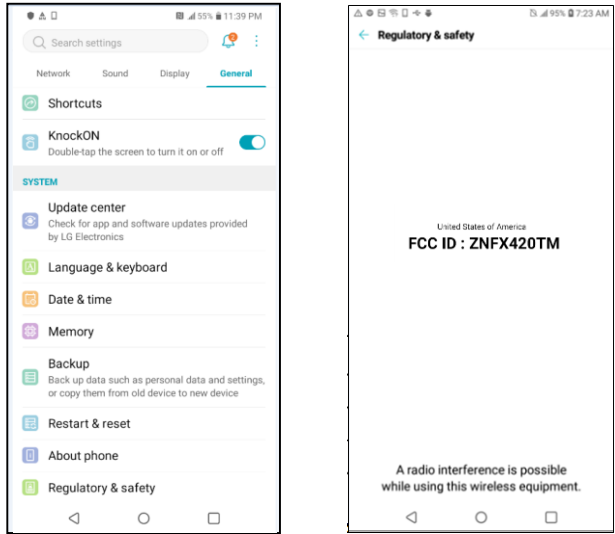 55% 11:39 PM
Search settings
2
Network Sound Display General
Shortcuts
KnockON
Double-tap the screen to turn it on or off
SYSTEM
Update center
Check for app and software updates provided
by LG Electronics
Language & keyboard
Date & time
Memory
Backup
Back up data such as personal data and settings,
or copy them from old device to new device
Restart & reset
About phone
Regulatory & safety
95% 7:23 AM
Regulatory & safety
United States of America
FCC ID : ZNFX420TM
A radio interference is possible
while using this wireless equipment.